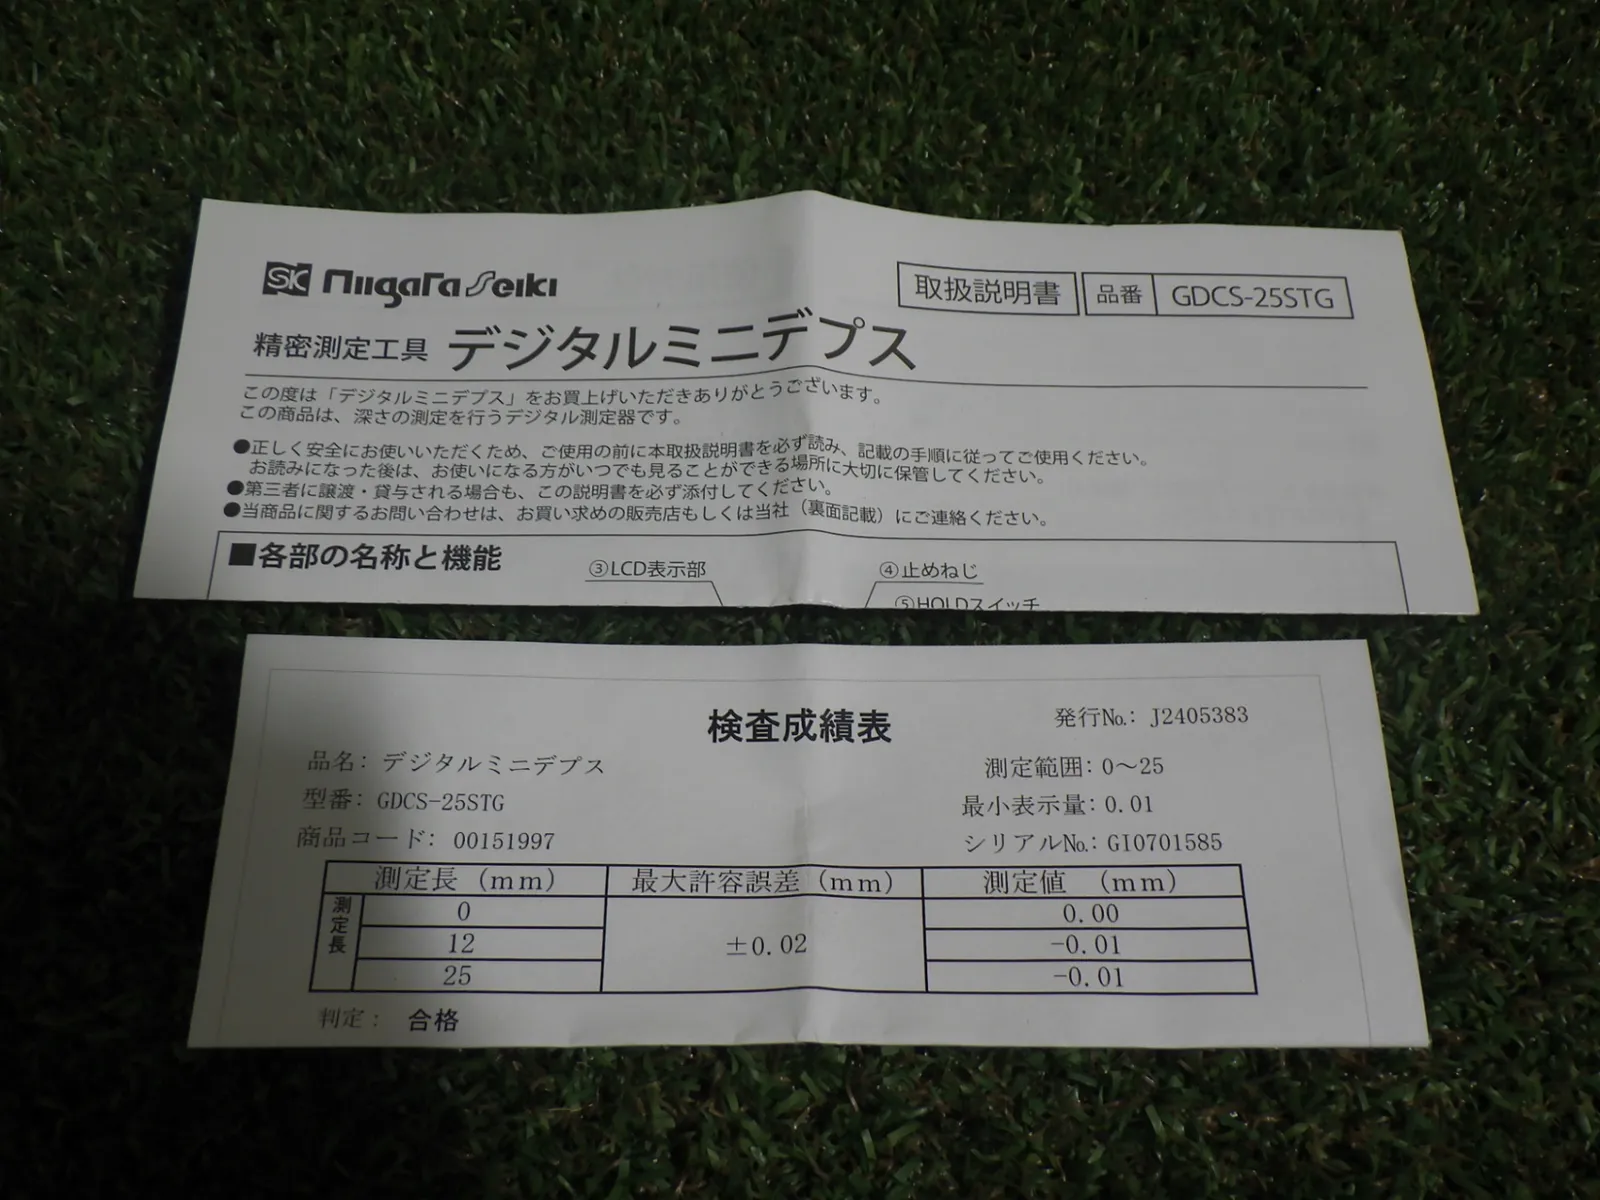 SK Niigata Seiki
取扱説明書 品番 GDCS-25STG
精密測定工具 デジタルミニデプス
この度は「デジタルミニデプス」をお買上げいただきありがとうございます。
この商品は、深さの測定を行うデジタル測定器です。
●正しく安全にお使いいただくため、ご使用の前に本取扱説明書を必ず読み、記載の手順に従ってご使用ください。
お読みになった後は、お使いになる方がいつでも見ることができる場所に大切に保管してください。
●第三者に譲渡・貸与される場合も、この説明書を必ず添付してください。
●当商品に関するお問い合わせは、お買い求めの販売店もしくは当社（裏面記載）にご連絡ください。
■各部の名称と機能
③LCD表示部
④止めねじ
⑤HOLDスイッチ
検査成績表
発行No.: J2405383
品名: デジタルミニデプス
測定範囲: 0～25
型番: GDCS-25STG
最小表示量: 0.01
商品コード: 00151997
シリアルNo.: GI0701585
測定長 (mm) 最大許容誤差 (mm) 測定値 (mm)
測定長
0 0.00
12 ±0.02 -0.01
25 -0.01
判定: 合格